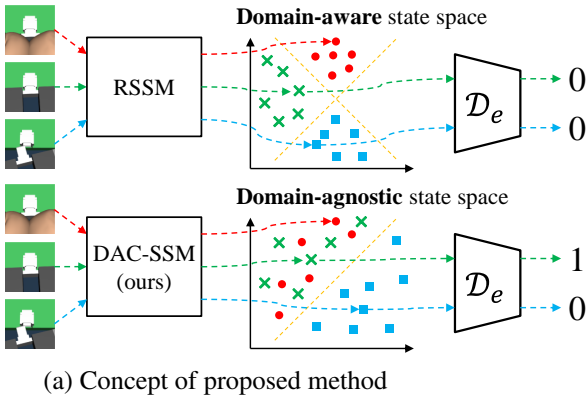 Domain-aware state space
RSSM
𝒟ₑ
0
0
Domain-agnostic state space
DAC-SSM
(ours)
𝒟ₑ
1
0
(a) Concept of proposed method